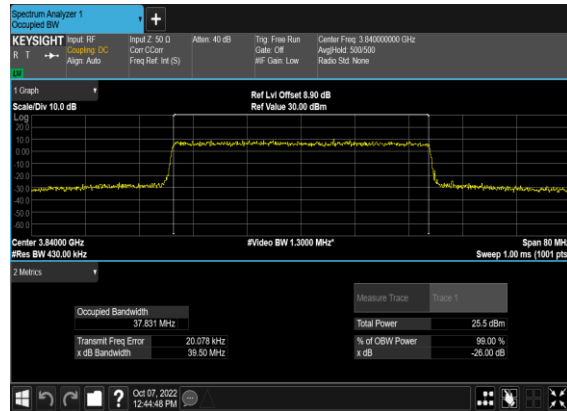 Spectrum Analyzer 1
Occupied BW
+
KEYSIGHT Input: RF Input Z: 50 Ω Atten: 40 dB Trig: Free Run Center Freq: 3.840000000 GHz
R T Coupling: DC Corr CCorr Gate: Off Avg|Hold: 500/500
Align: Auto Freq Ref: Int (S) #IF Gain: Low Radio Std: None
1 Graph Ref Lvl Offset 8.90 dB
Scale/Div 10.0 dB Ref Value 30.00 dBm
Log
20.0
10.0
0.00
-10.0
-20.0
-30.0
-40.0
-50.0
-60.0
Center 3.84000 GHz #Video BW 1.3000 MHz* Span 80 MHz
#Res BW 430.00 kHz Sweep 1.00 ms (1001 pts
2 Metrics
Measure Trace Trace 1
Occupied Bandwidth
37.831 MHz Total Power 25.5 dBm
Transmit Freq Error 20.078 kHz % of OBW Power 99.00 %
x dB Bandwidth 39.50 MHz x dB -26.00 dB
? Oct 07, 2022
12:44:48 PM